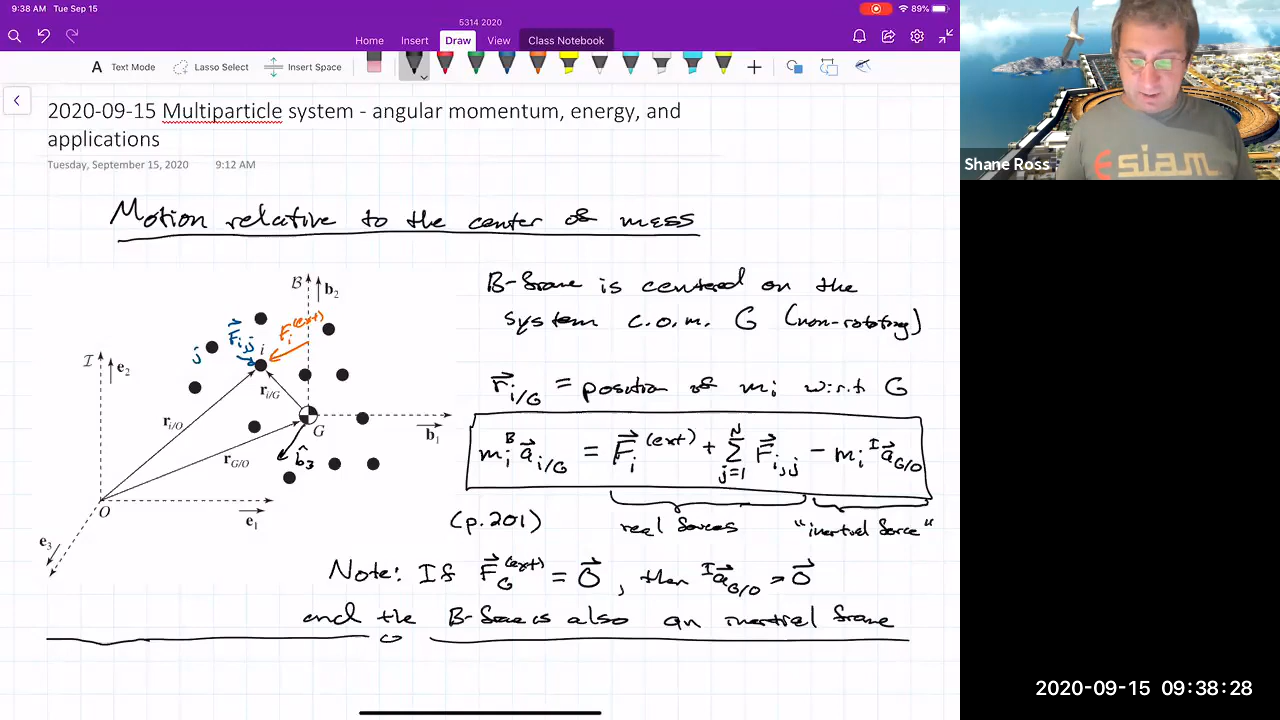 9:38 AM Tue Sep 15
5314 2020
89%
Home Insert Draw View Class Notebook
A Text Mode Lasso Select Insert Space
2020-09-15 Multiparticle system - angular momentum, energy, and
applications
Tuesday, September 15, 2020 9:12 AM
Shane Ross
esiam
Motion relative to the center of mass
B-frame is centered on the
system c.o.m. G (non-rotating)
r⃗ᵢ/G = position of mᵢ w.r.t G
mᵢ ᴮa⃗ᵢ/G = F⃗ᵢ^(ext) + Σ_{j=1}^{N} F⃗ᵢ,ⱼ − mᵢ ᴵa⃗G/O
(p.201) real forces "inertial force"
Note: If F⃗_G^(ext) = 0⃗, then ᴵa⃗G/O = 0⃗
and the B-frame is also an inertial frame
B b₂
F⃗ᵢ,ⱼ Fᵢ^(ext)
j i
I e₂
rᵢ/G
rᵢ/O
G b₁
rG/O b̂₃
O e₁
e₃
2020-09-15 09:38:28